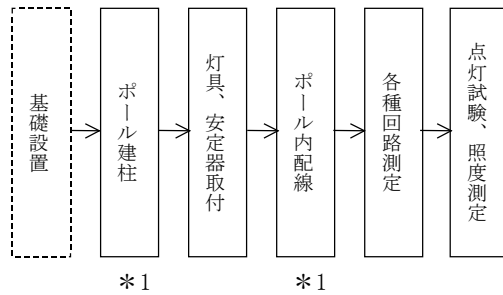 基礎設置
ポール建柱
灯具、安定器取付
ポール内配線
各種回路測定
点灯試験、照度測定
＊1
＊1